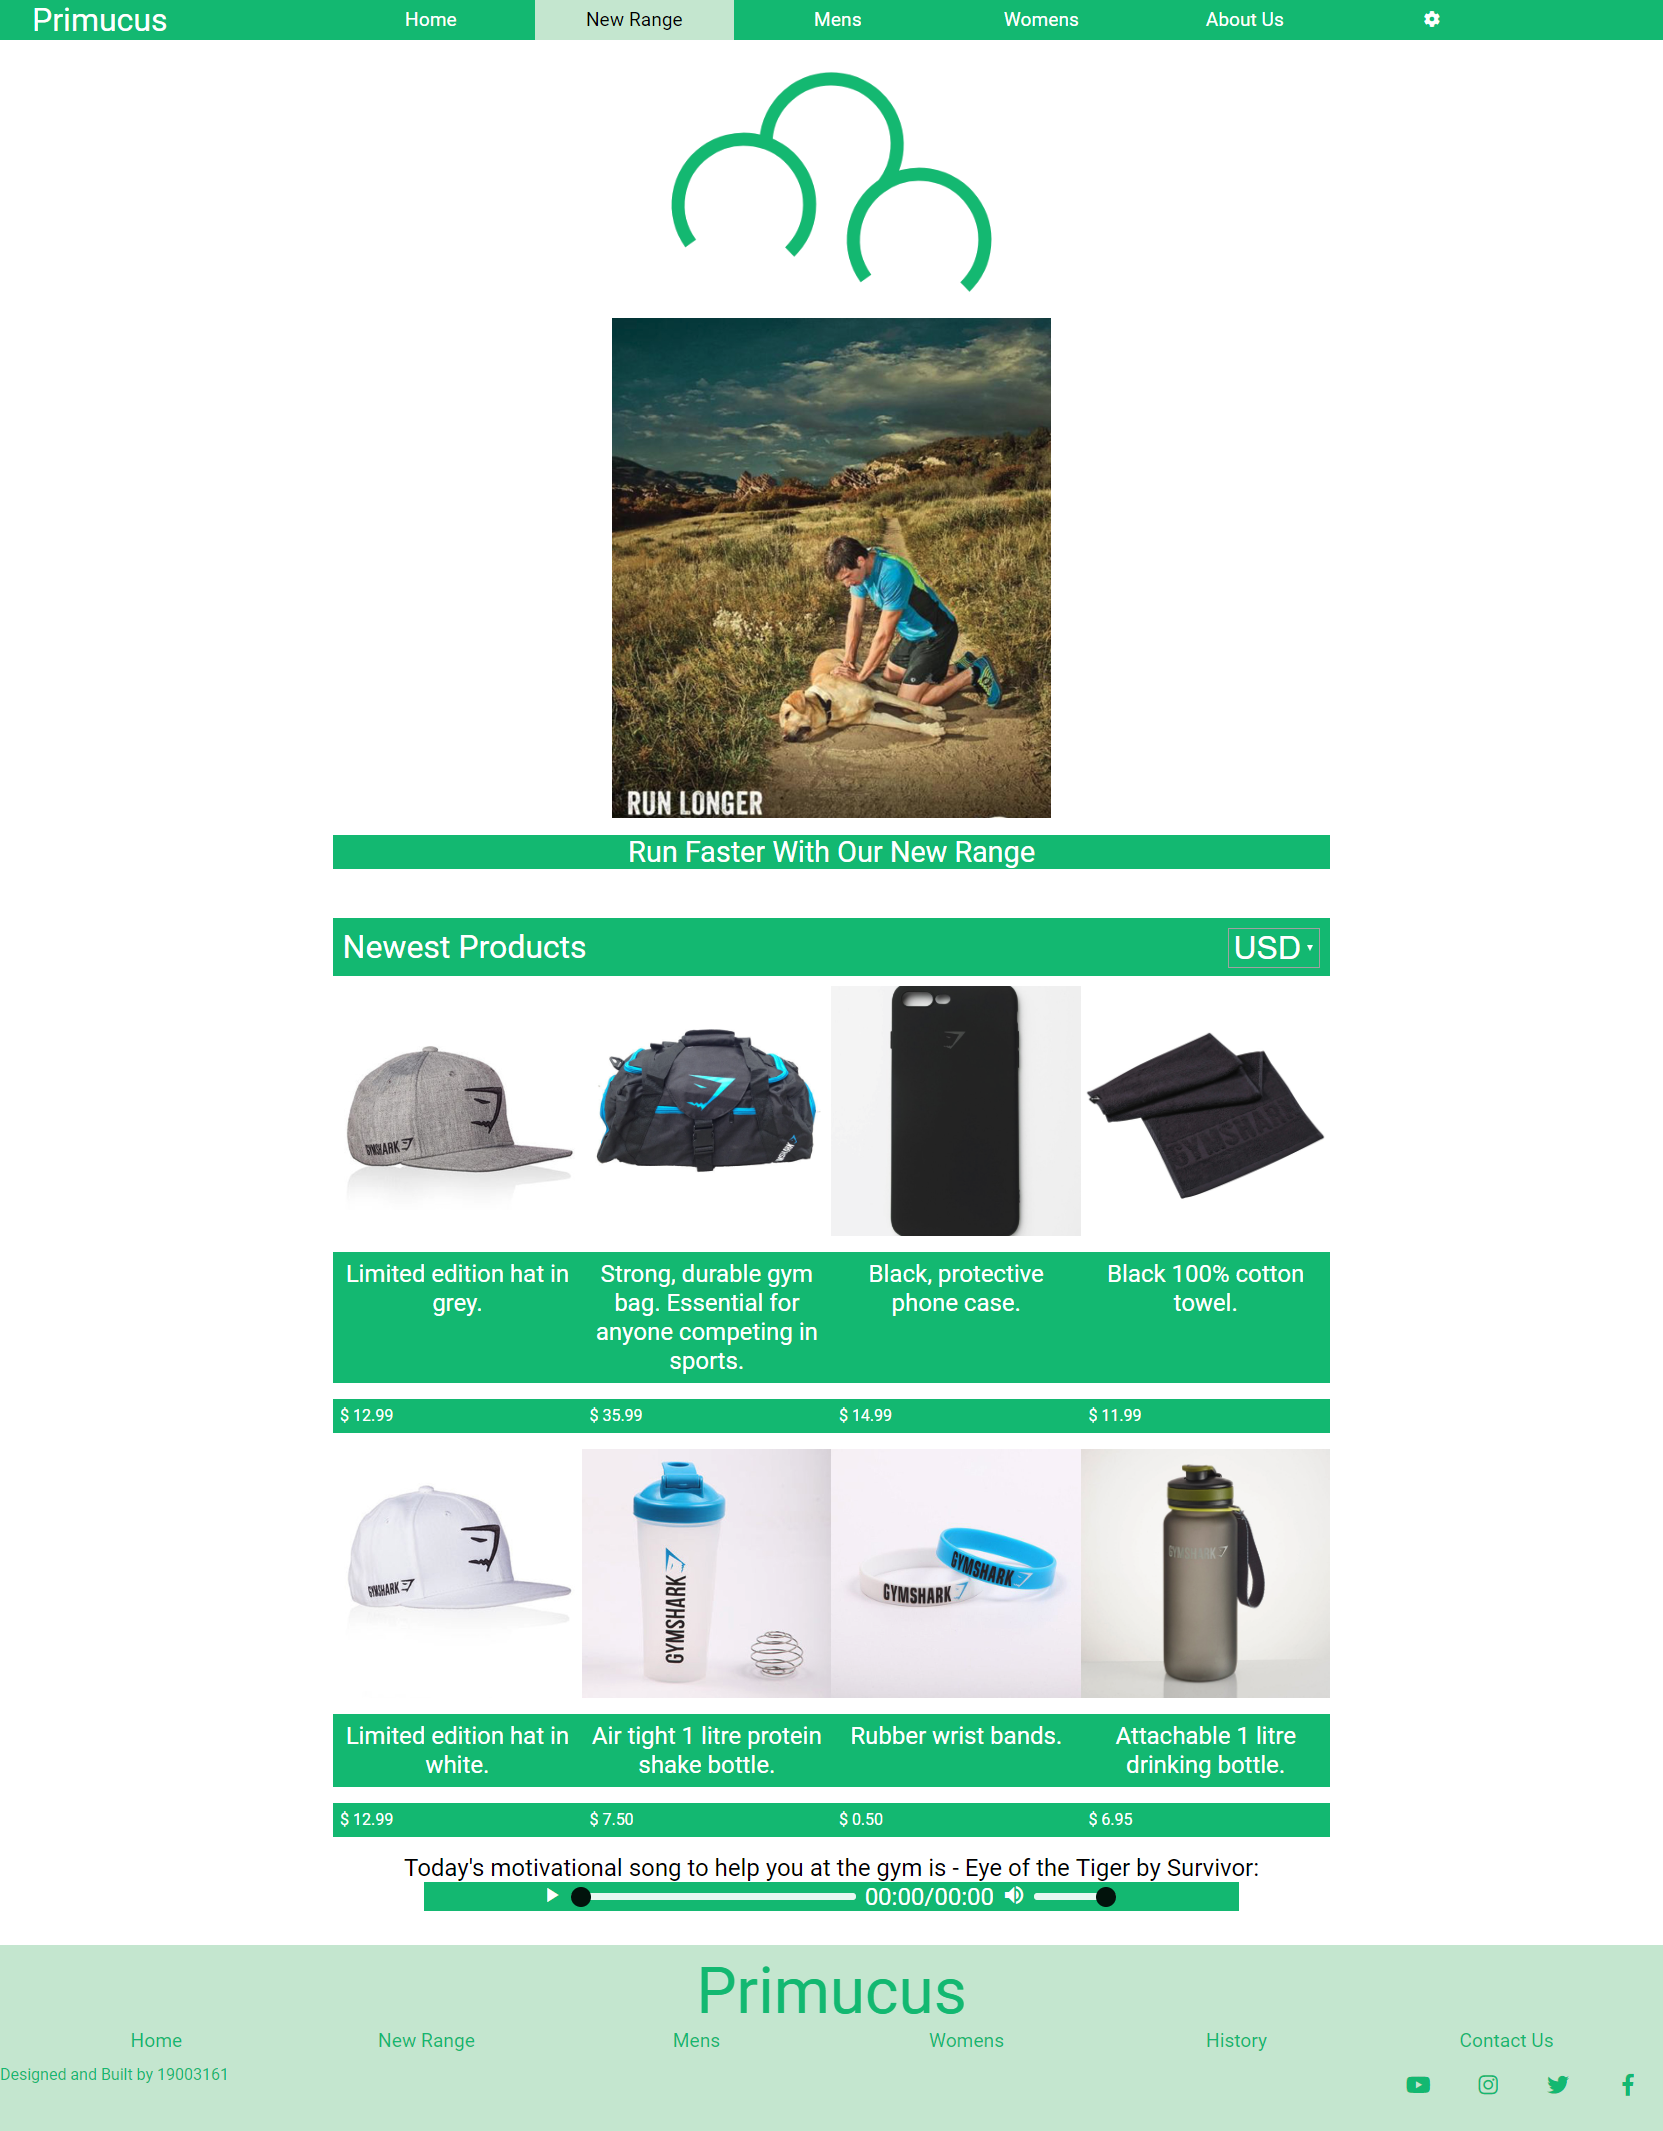 Primucus
Home
New Range
Mens
Womens
About Us
RUN LONGER
Run Faster With Our New Range
Newest Products
USD
GYMSHARK
GYMSHARK
Limited edition hat in
grey.
Strong, durable gym
bag. Essential for
anyone competing in
sports.
Black, protective
phone case.
Black 100% cotton
towel.
$ 12.99
$ 35.99
$ 14.99
$ 11.99
GYMSHARK
GYMSHARK
GYMSHARK
GYMSHARK
GYMSHARK
Limited edition hat in
white.
Air tight 1 litre protein
shake bottle.
Rubber wrist bands.
Attachable 1 litre
drinking bottle.
$ 12.99
$ 7.50
$ 0.50
$ 6.95
Today's motivational song to help you at the gym is - Eye of the Tiger by Survivor:
00:00/00:00
Primucus
Home
New Range
Mens
Womens
History
Contact Us
Designed and Built by 19003161